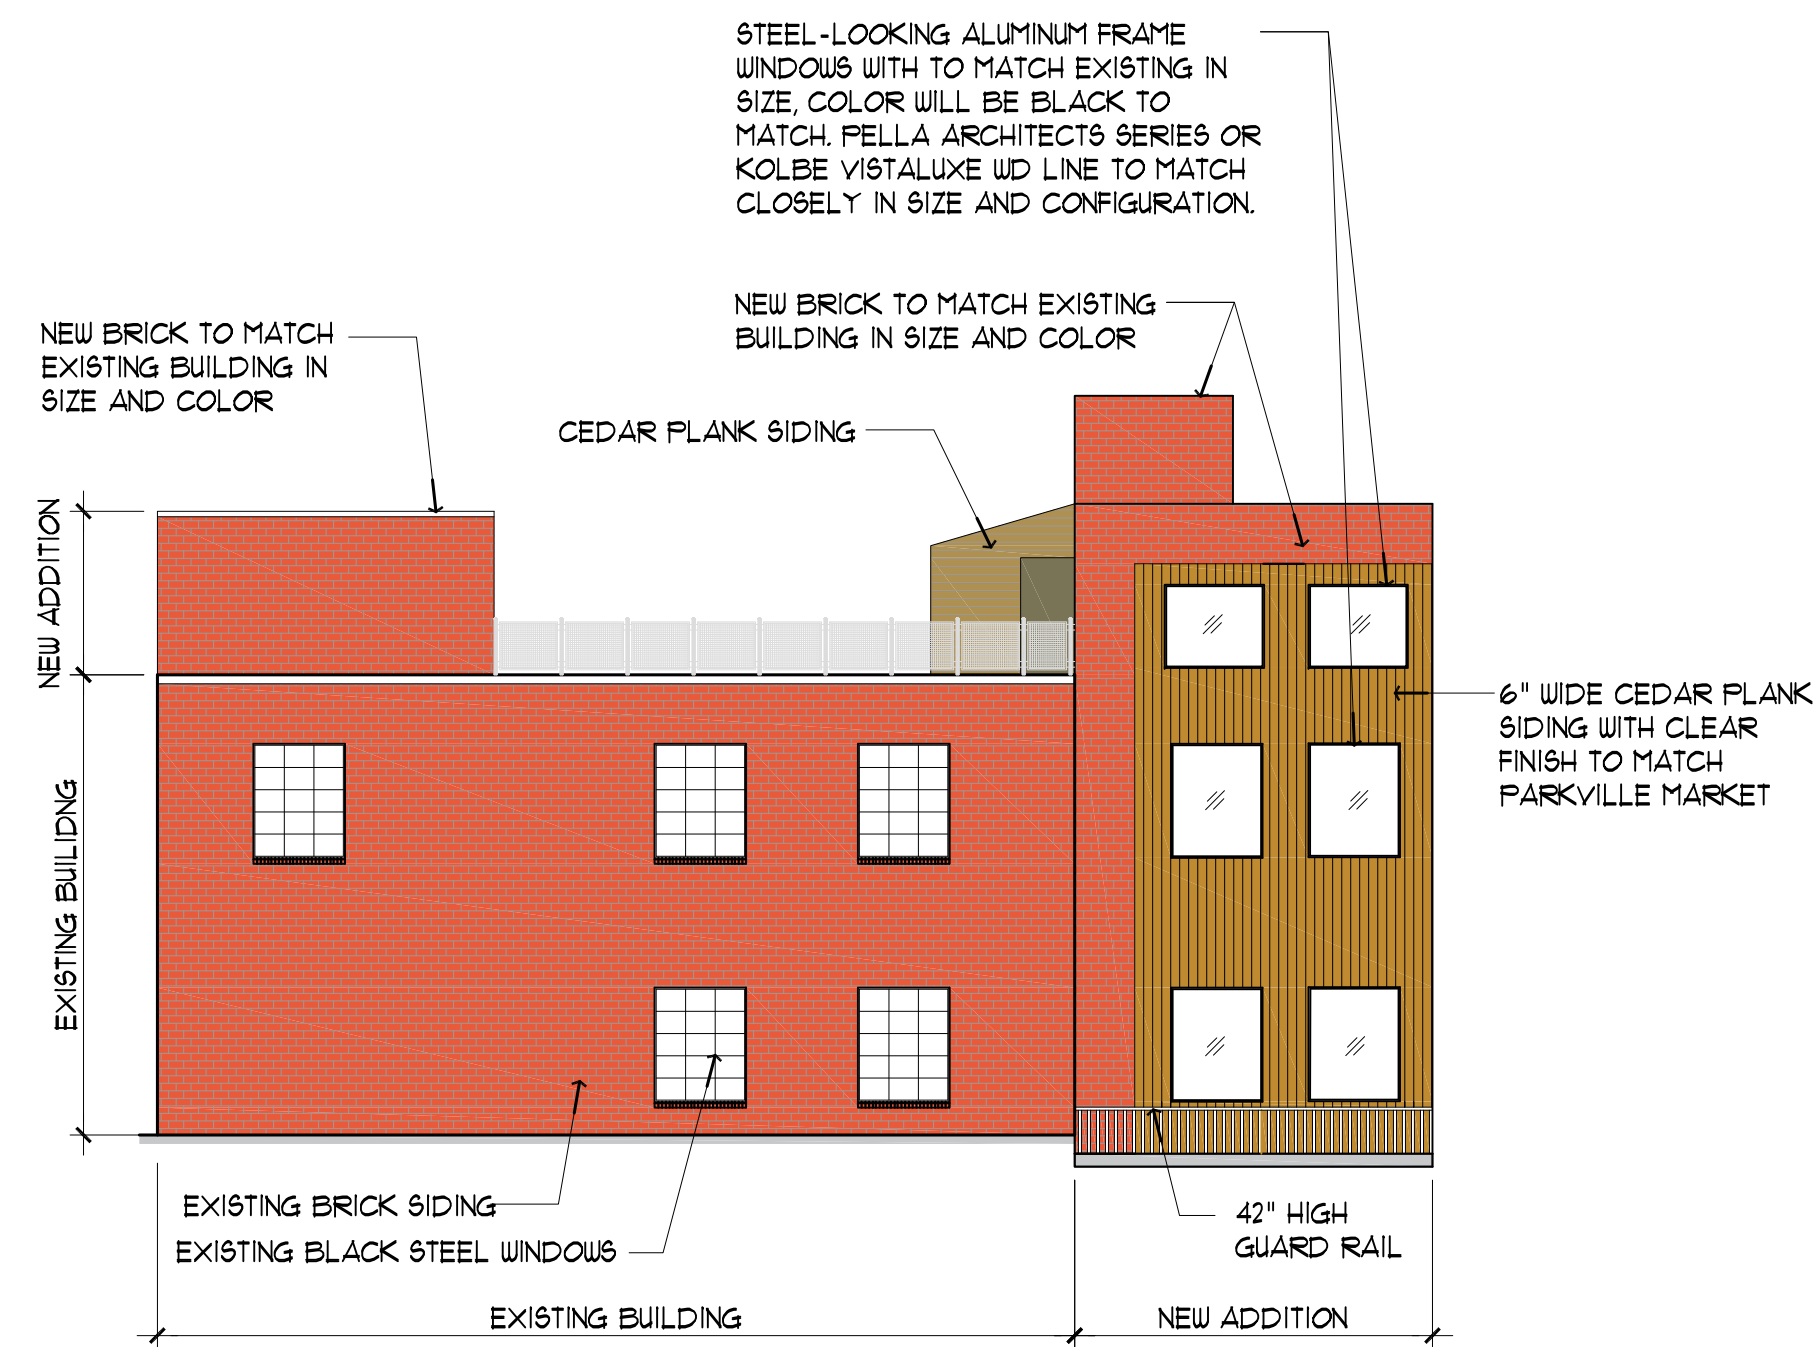 STEEL-LOOKING ALUMINUM FRAME
WINDOWS WITH TO MATCH EXISTING IN
SIZE, COLOR WILL BE BLACK TO
MATCH. PELLA ARCHITECTS SERIES OR
KOLBE VISTALUXE WD LINE TO MATCH
CLOSELY IN SIZE AND CONFIGURATION.
NEW BRICK TO MATCH EXISTING
BUILDING IN SIZE AND COLOR
NEW BRICK TO MATCH
EXISTING BUILDING IN
SIZE AND COLOR
CEDAR PLANK SIDING
NEW ADDITION
6" WIDE CEDAR PLANK
SIDING WITH CLEAR
FINISH TO MATCH
PARKVILLE MARKET
EXISTING BUILIDNG
EXISTING BRICK SIDING
EXISTING BLACK STEEL WINDOWS
42" HIGH
GUARD RAIL
EXISTING BUILDING
NEW ADDITION